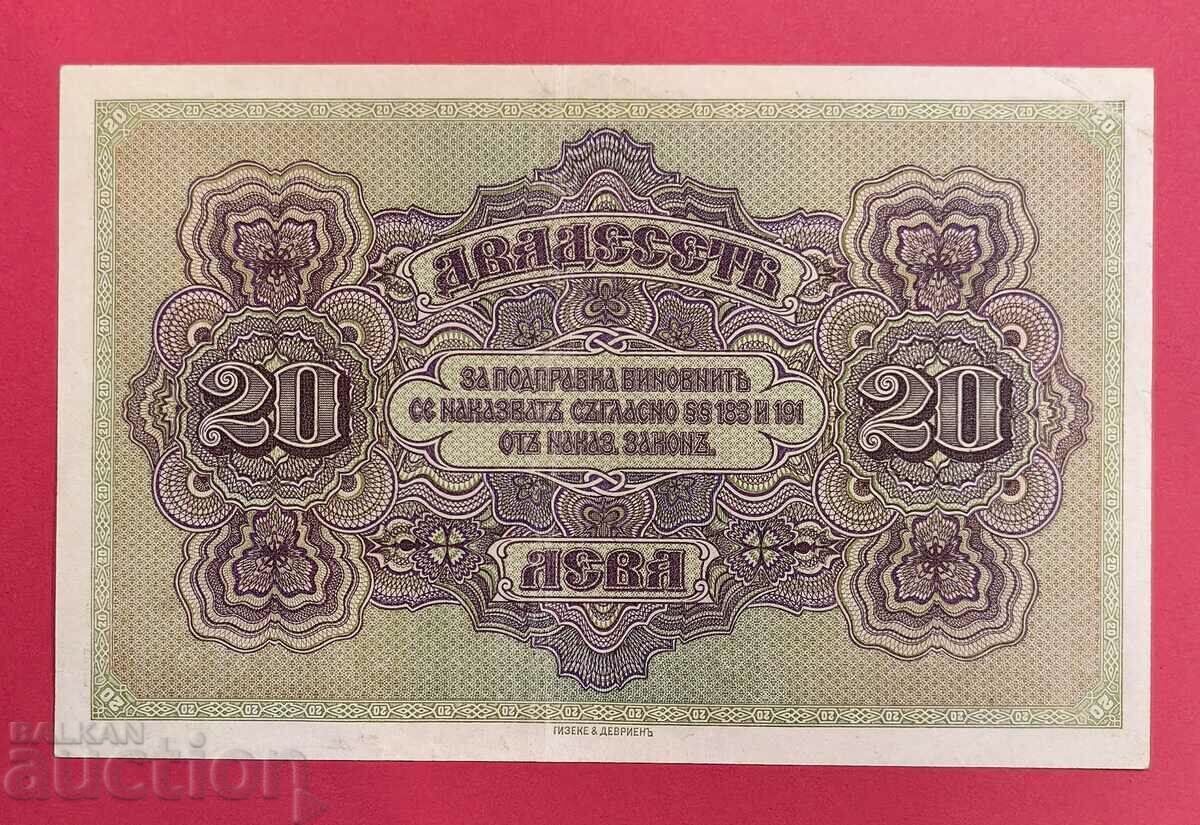 ДВАДЕСЕТЬ
20
ЗА ПОДПРАВКА ВИНОВНИТѢ
СЕ НАКАЗВАТЪ СЪГЛАСНО §§ 183 И 191
ОТЪ НАКАЗ. ЗАКОНЪ.
20
ЛЕВА
ГИЗЕКЕ & ДЕВРИЕНЪ
BALKAN
auction